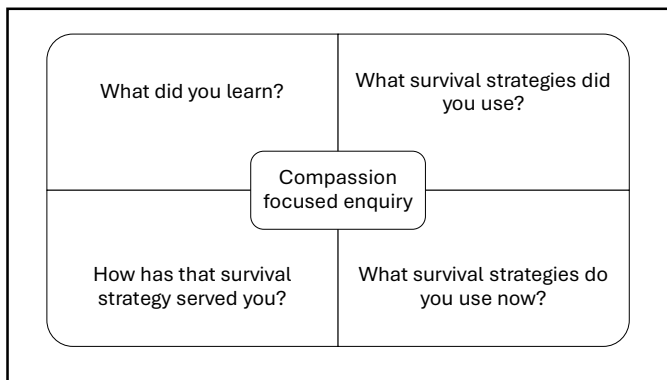 What did you learn?
What survival strategies did
you use?
Compassion
focused enquiry
How has that survival
strategy served you?
What survival strategies do
you use now?